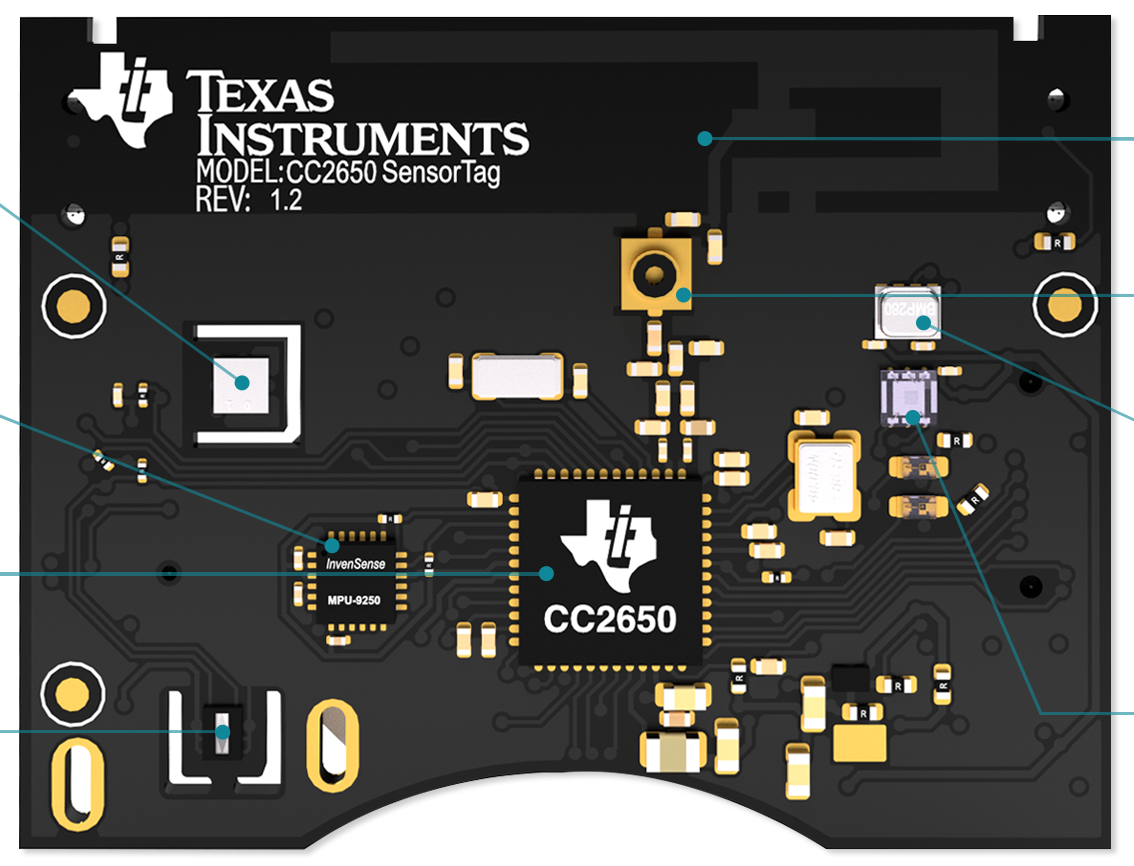 TEXAS
INSTRUMENTS
MODEL:CC2650 SensorTag
REV: 1.2
R
R
BMP280
R
R
R
InvenSense
MPU-9250
R
CC2650
R
R
R
R
R